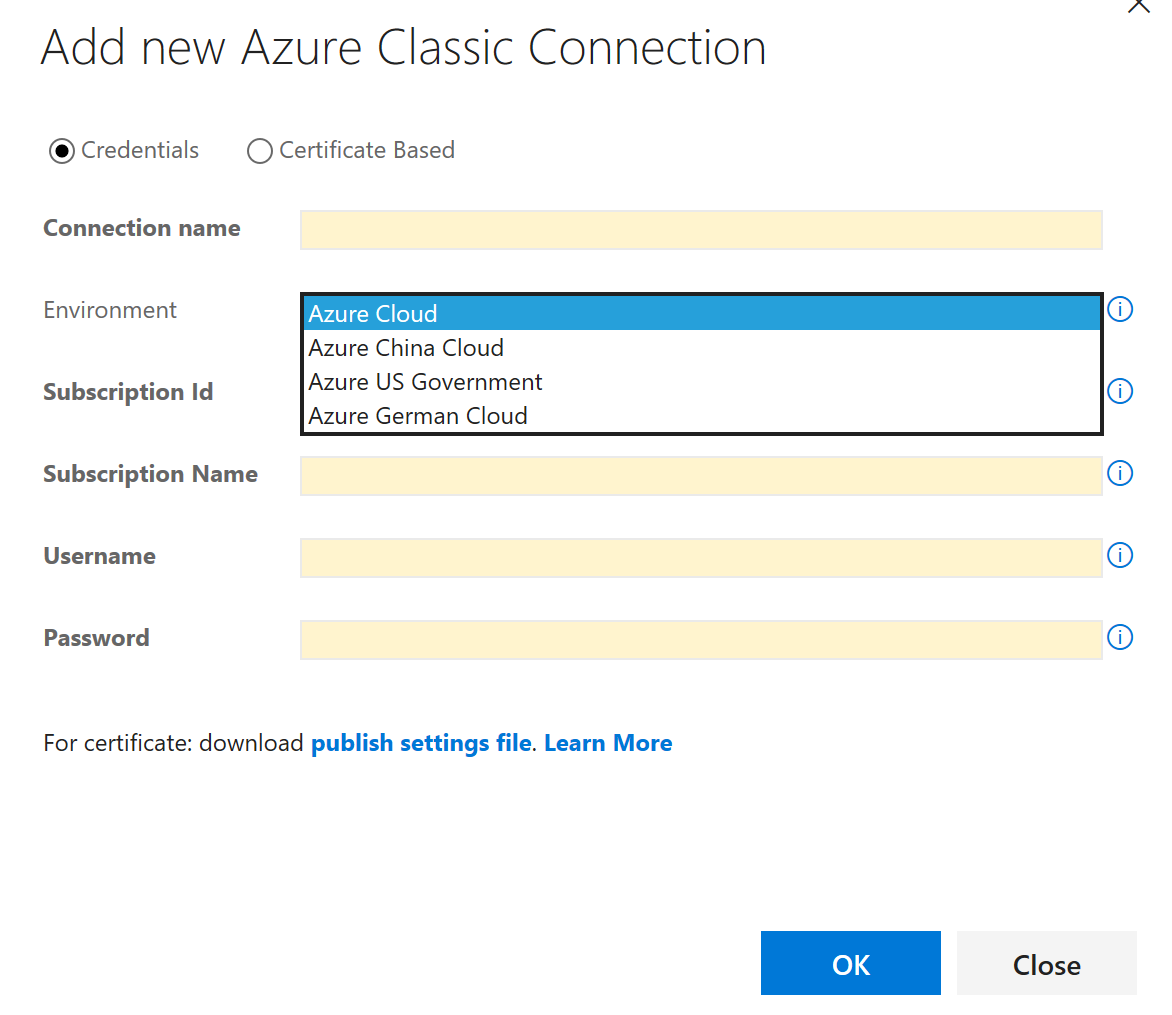 Add new Azure Classic Connection
Credentials Certificate Based
Connection name
Environment
Azure Cloud
Azure China Cloud
Azure US Government
Azure German Cloud
Subscription Id
Subscription Name
Username
Password
For certificate: download publish settings file. Learn More
OK Close